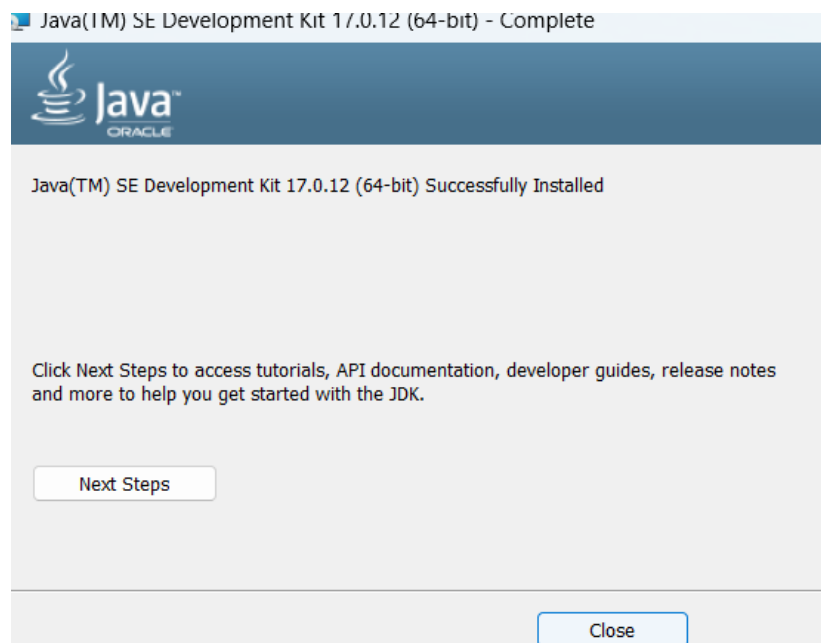 Java(TM) SE Development Kit 17.0.12 (64-bit) - Complete
Java™
ORACLE
Java(TM) SE Development Kit 17.0.12 (64-bit) Successfully Installed
Click Next Steps to access tutorials, API documentation, developer guides, release notes
and more to help you get started with the JDK.
Next Steps
Close